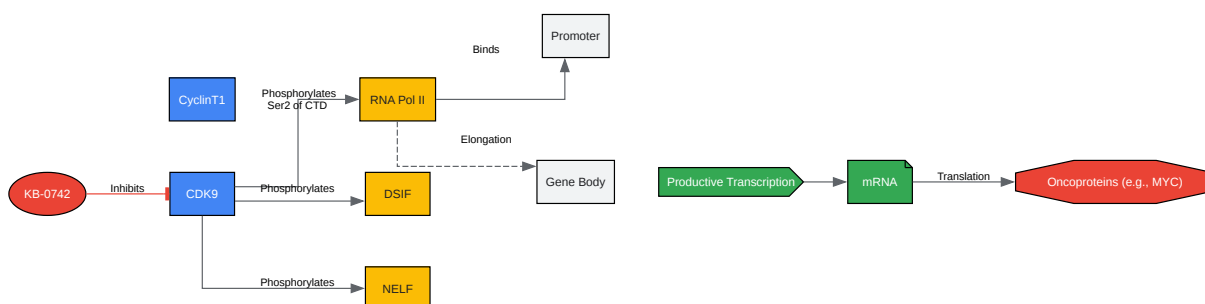 Promoter
Binds
CyclinT1
Phosphorylates
Ser2 of CTD
RNA Pol II
Elongation
KB-0742
Inhibits
CDK9
Phosphorylates
DSIF
Gene Body
Productive Transcription
mRNA
Translation
Oncoproteins (e.g., MYC)
Phosphorylates
NELF